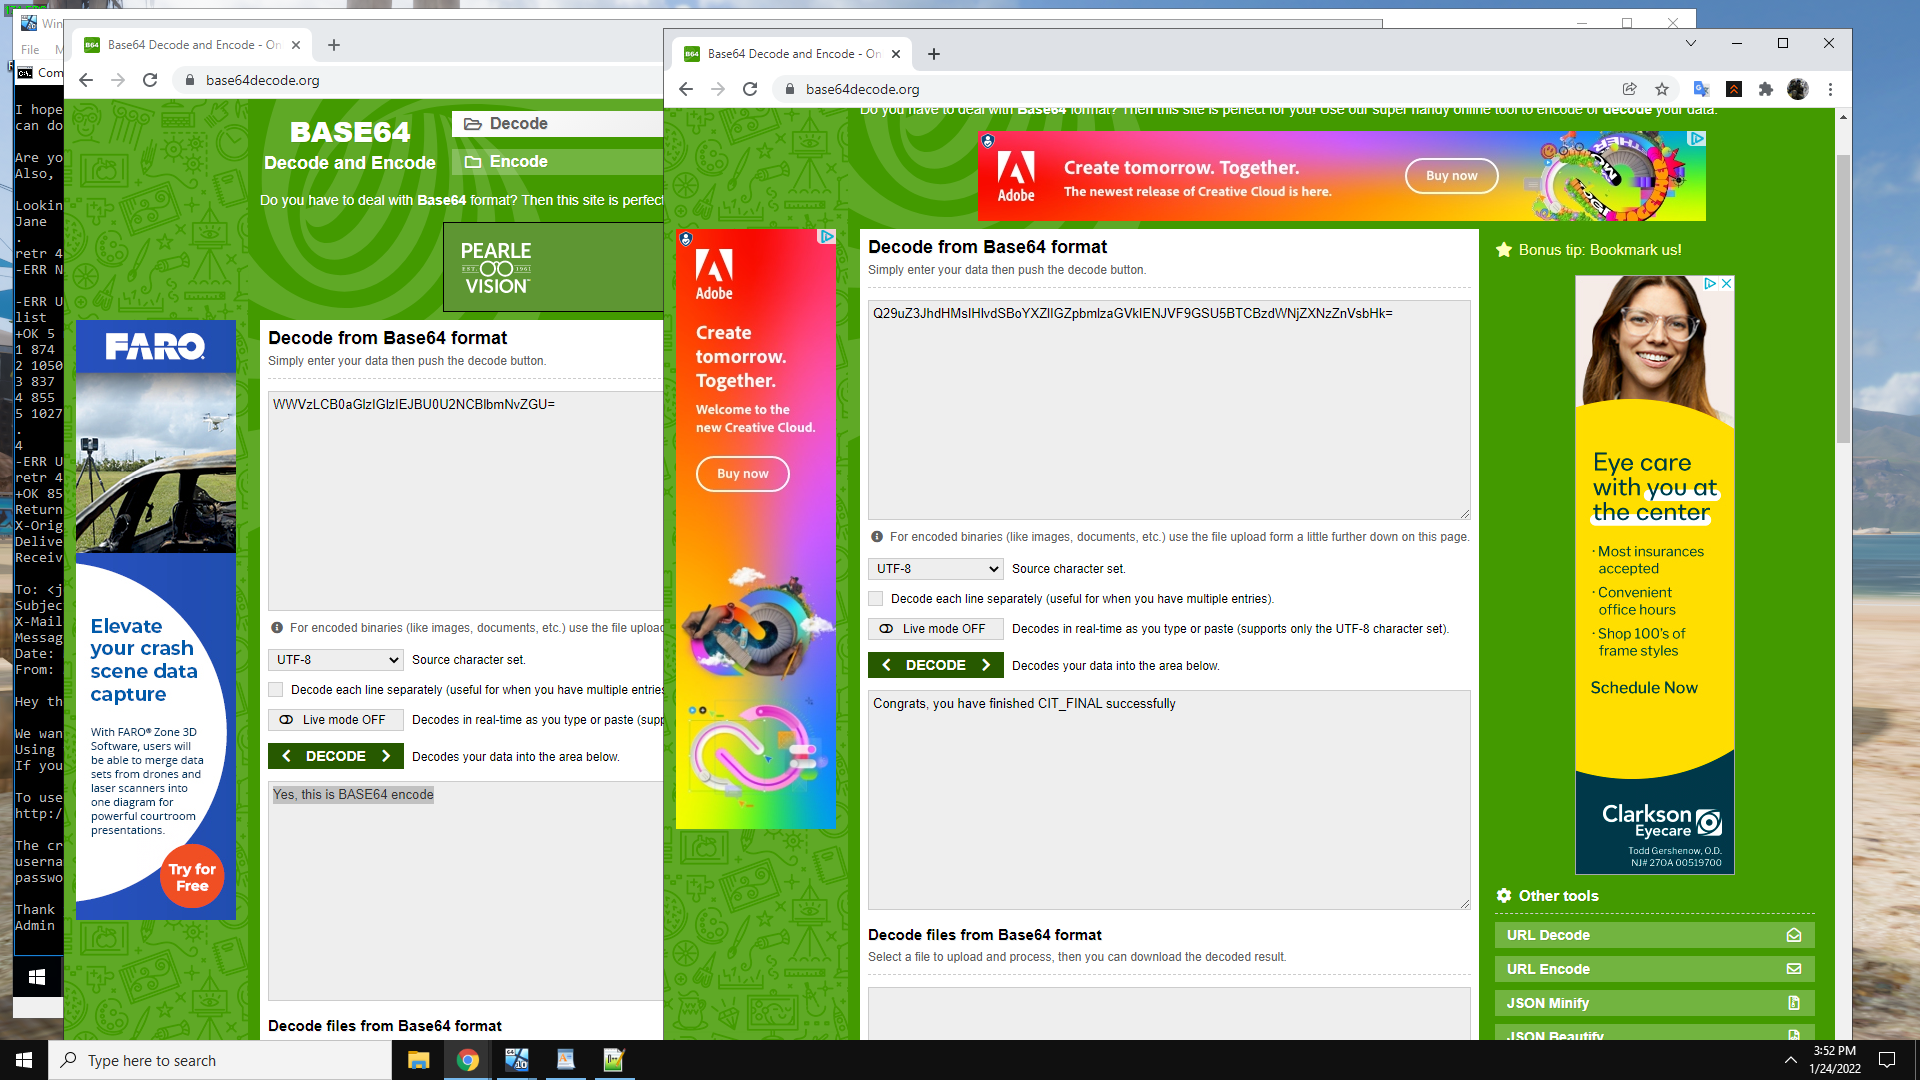 Win
File M
Com
I hope
can do
Are yo
Also,
Lookin
Jane
.
retr 4
-ERR N
-ERR U
list
+OK 5
1 874
2 1050
3 837
4 855
5 1027
.
4
-ERR U
retr 4
+OK 85
Return
X-Orig
Delive
Receiv
To: <j
Subjec
X-Mail
Messag
Date:
From:
Hey th
We wan
Using
If you
To use
http:/
The cr
userna
passwo
Thank
Admin
B64 Base64 Decode and Encode - On
base64decode.org
BASE64
Decode and Encode
Decode
Encode
Do you have to deal with Base64 format? Then this site is perfect
PEARLE
EST. 1961
VISION
FARO
Elevate
your crash
scene data
capture
With FARO® Zone 3D
Software, users will
be able to merge data
sets from drones and
laser scanners into
one diagram for
powerful courtroom
presentations.
Try for
Free
Decode from Base64 format
Simply enter your data then push the decode button.
WWVzLCB0aGlzIGlzIEJBU0U2NCBlbmNvZGU=
For encoded binaries (like images, documents, etc.) use the file upload
UTF-8 Source character set.
Decode each line separately (useful for when you have multiple entries
Live mode OFF Decodes in real-time as you type or paste (supp
DECODE Decodes your data into the area below.
Yes, this is BASE64 encode
Decode files from Base64 format
B64 Base64 Decode and Encode - On
base64decode.org
Do you have to deal with Base64 format? Then this site is perfect for you! Use our super handy online tool to encode or decode your data.
Adobe
Create tomorrow. Together.
The newest release of Creative Cloud is here.
Buy now
Adobe
Create
tomorrow.
Together.
Welcome to the
new Creative Cloud.
Buy now
Decode from Base64 format
Simply enter your data then push the decode button.
Q29uZ3JhdHMsIHlvdSBoYXZlIGZpbmlzaGVkIENJVF9GSU5BTCBzdWNjZXNzZnVsbHk=
For encoded binaries (like images, documents, etc.) use the file upload form a little further down on this page.
UTF-8 Source character set.
Decode each line separately (useful for when you have multiple entries).
Live mode OFF Decodes in real-time as you type or paste (supports only the UTF-8 character set).
DECODE Decodes your data into the area below.
Congrats, you have finished CIT_FINAL successfully
Decode files from Base64 format
Select a file to upload and process, then you can download the decoded result.
Bonus tip: Bookmark us!
Eye care
with you at
the center
· Most insurances
accepted
· Convenient
office hours
· Shop 100's of
frame styles
Schedule Now
Clarkson
Eyecare
Todd Gershenow, O.D.
NJ# 27OA 00519700
Other tools
URL Decode
URL Encode
JSON Minify
JSON Beautify
Type here to search
3:52 PM
1/24/2022